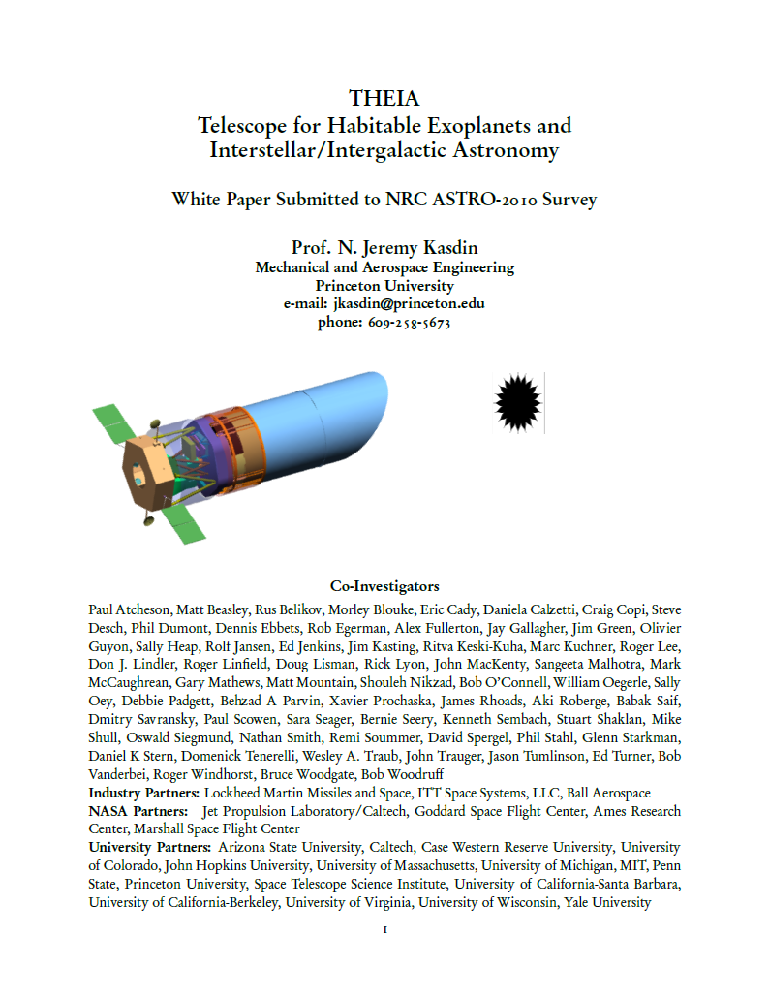 THEIA
Telescope for Habitable Exoplanets and
Interstellar/Intergalactic Astronomy
White Paper Submitted to NRC ASTRO-2010 Survey
Prof. N. Jeremy Kasdin
Mechanical and Aerospace Engineering
Princeton University
e-mail: jkasdin@princeton.edu
phone: 609-258-5673
Co-Investigators
Paul Atcheson, Matt Beasley, Rus Belikov, Morley Blouke, Eric Cady, Daniela Calzetti, Craig Copi, Steve
Desch, Phil Dumont, Dennis Ebbets, Rob Egerman, Alex Fullerton, Jay Gallagher, Jim Green, Olivier
Guyon, Sally Heap, Rolf Jansen, Ed Jenkins, Jim Kasting, Ritva Keski-Kuha, Marc Kuchner, Roger Lee,
Don J. Lindler, Roger Linfield, Doug Lisman, Rick Lyon, John MacKenty, Sangeeta Malhotra, Mark
McCaughrean, Gary Mathews, Matt Mountain, Shouleh Nikzad, Bob O'Connell, William Oegerle, Sally
Oey, Debbie Padgett, Behzad A Parvin, Xavier Prochaska, James Rhoads, Aki Roberge, Babak Saif,
Dmitry Savransky, Paul Scowen, Sara Seager, Bernie Seery, Kenneth Sembach, Stuart Shaklan, Mike
Shull, Oswald Siegmund, Nathan Smith, Remi Soummer, David Spergel, Phil Stahl, Glenn Starkman,
Daniel K Stern, Domenick Tenerelli, Wesley A. Traub, John Trauger, Jason Tumlinson, Ed Turner, Bob
Vanderbei, Roger Windhorst, Bruce Woodgate, Bob Woodruff
Industry Partners: Lockheed Martin Missiles and Space, ITT Space Systems, LLC, Ball Aerospace
NASA Partners: Jet Propulsion Laboratory/Caltech, Goddard Space Flight Center, Ames Research
Center, Marshall Space Flight Center
University Partners: Arizona State University, Caltech, Case Western Reserve University, University
of Colorado, John Hopkins University, University of Massachusetts, University of Michigan, MIT, Penn
State, Princeton University, Space Telescope Science Institute, University of California-Santa Barbara,
University of California-Berkeley, University of Virginia, University of Wisconsin, Yale University
1